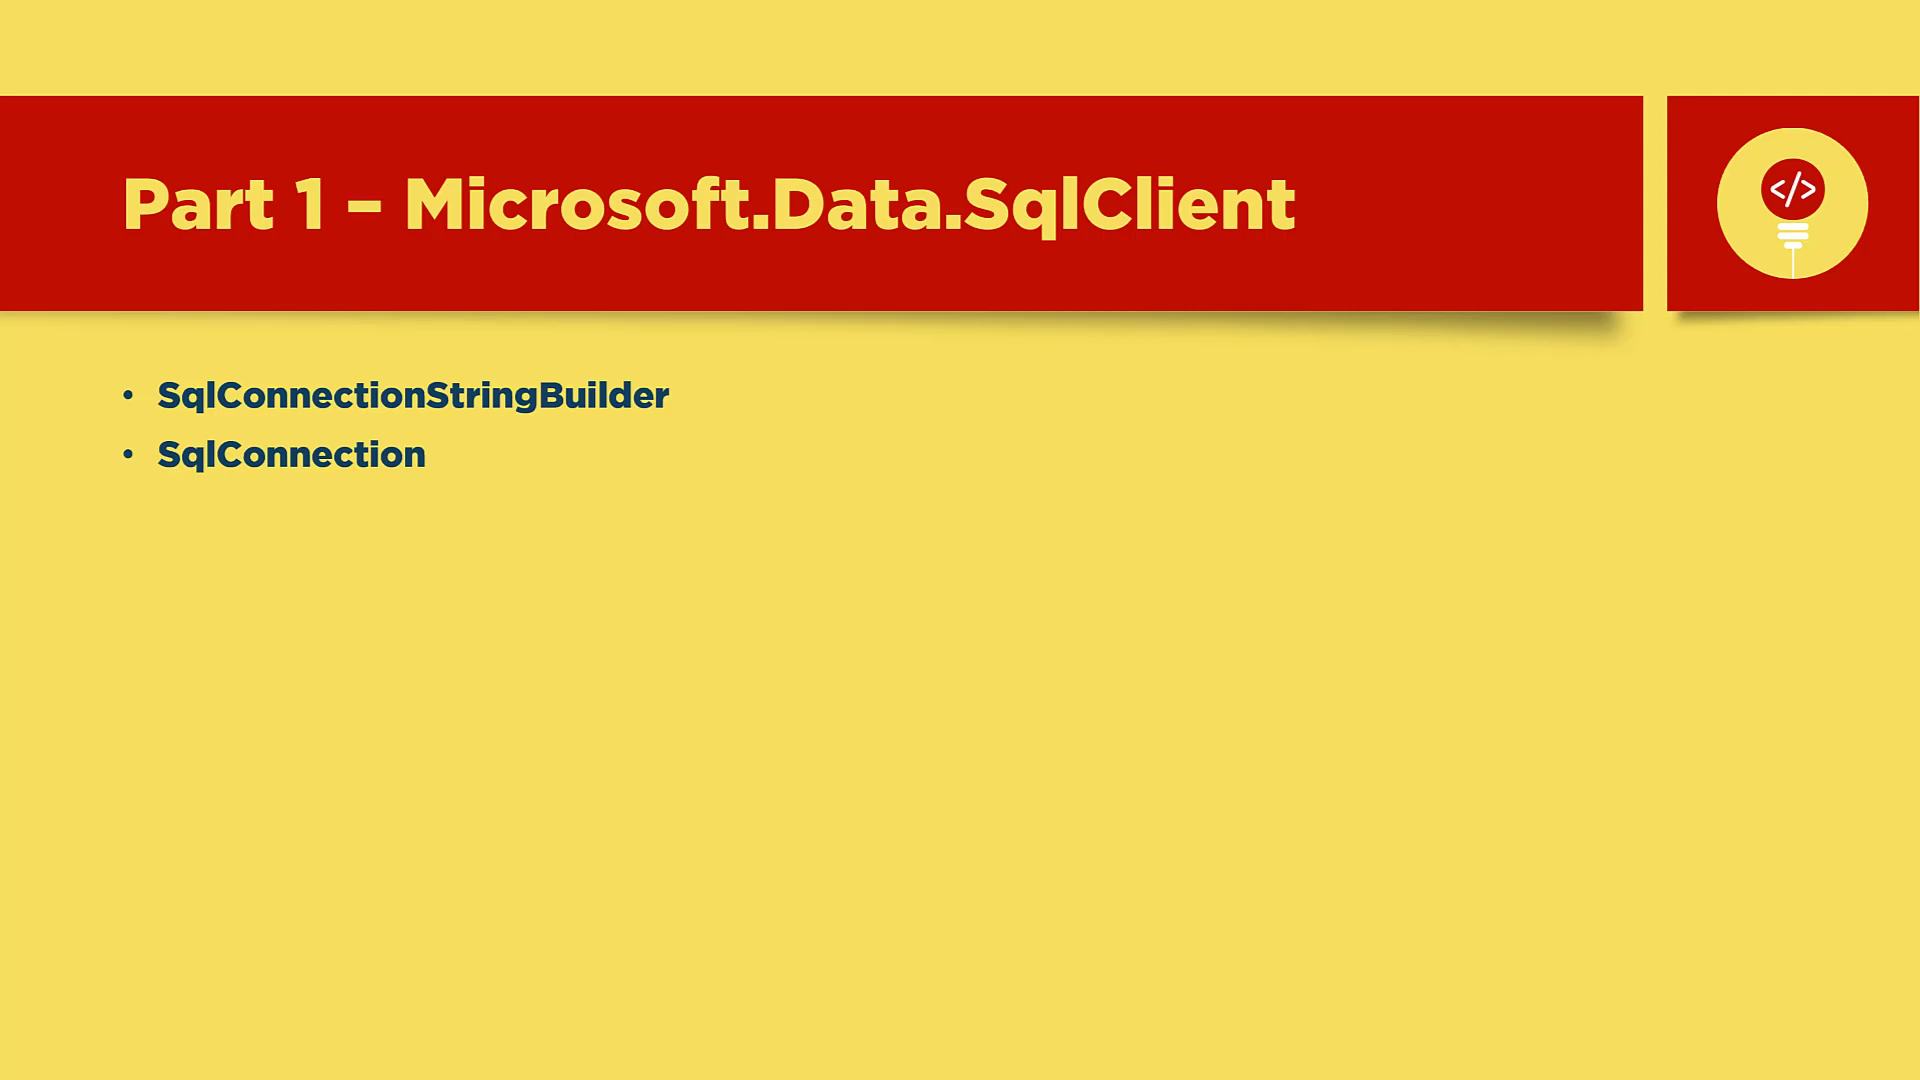 Part 1 – Microsoft.Data.SqlClient
</>
• SqlConnectionStringBuilder
• SqlConnection